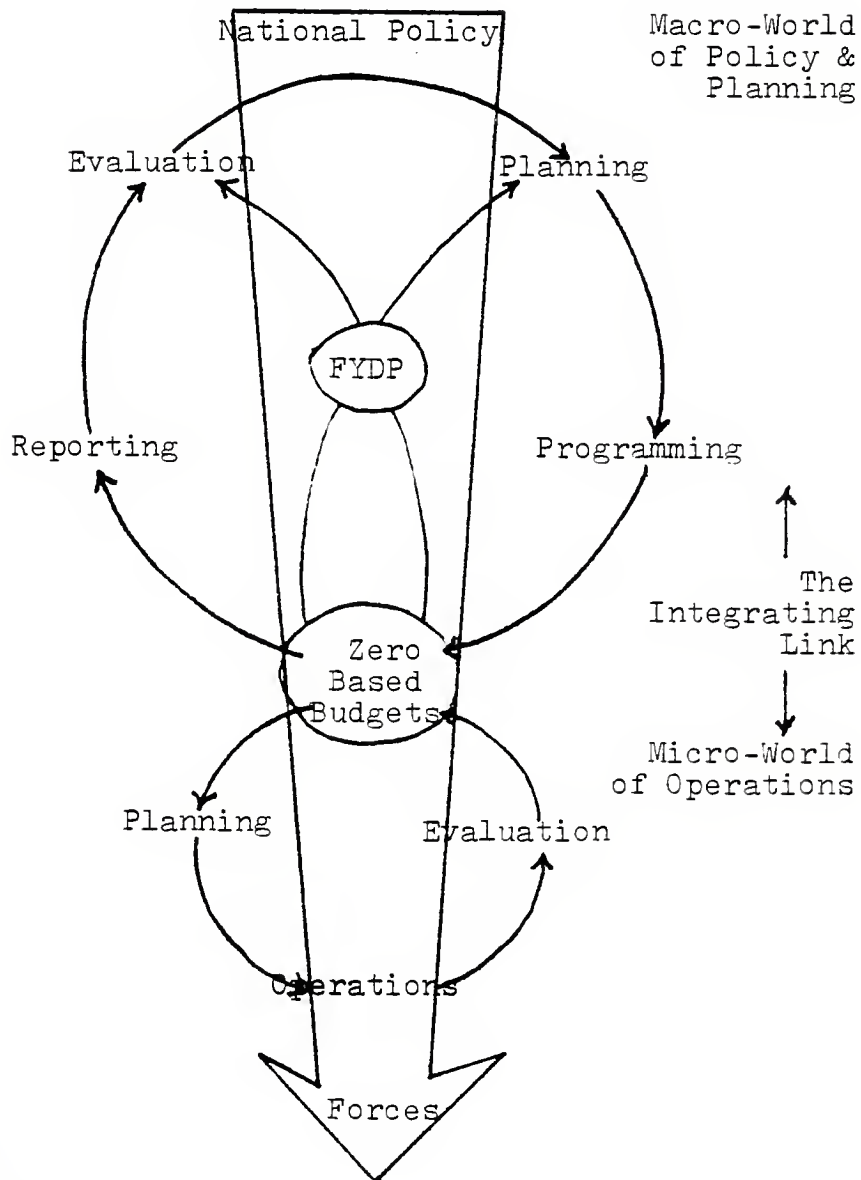 National Policy
Macro-World
of Policy &
Planning
Evaluation
Planning
FYDP
Reporting
Programming
The
Integrating
Link
Zero
Based
Budgets
Micro-World
of Operations
Planning
Evaluation
Operations
Forces